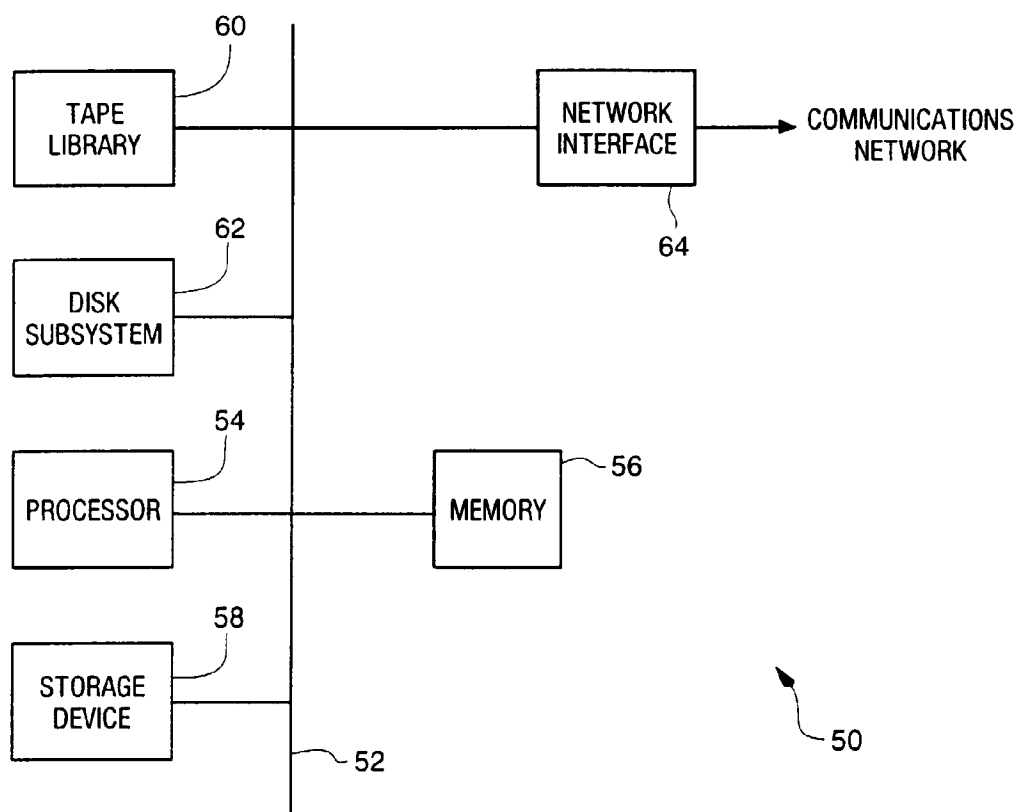 60
TAPE
LIBRARY
NETWORK
INTERFACE
COMMUNICATIONS
NETWORK
64
62
DISK
SUBSYSTEM
54
PROCESSOR
MEMORY
56
58
STORAGE
DEVICE
52
50